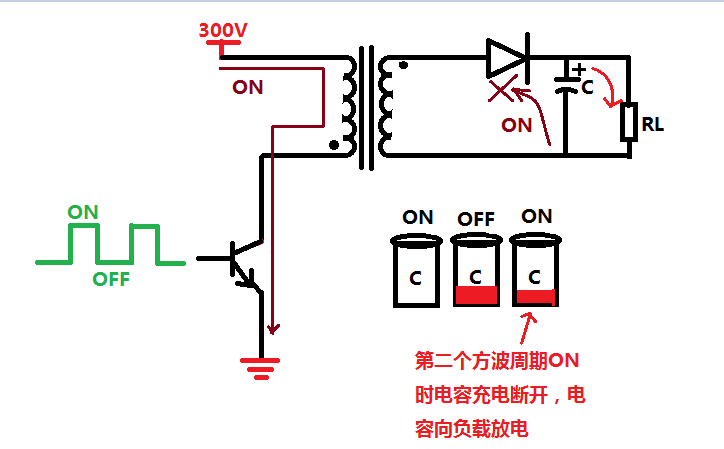 300V
ON
+
C
ON
RL
ON
OFF
ON OFF ON
C C C
第二个方波周期ON
时电容充电断开，电
容向负载放电